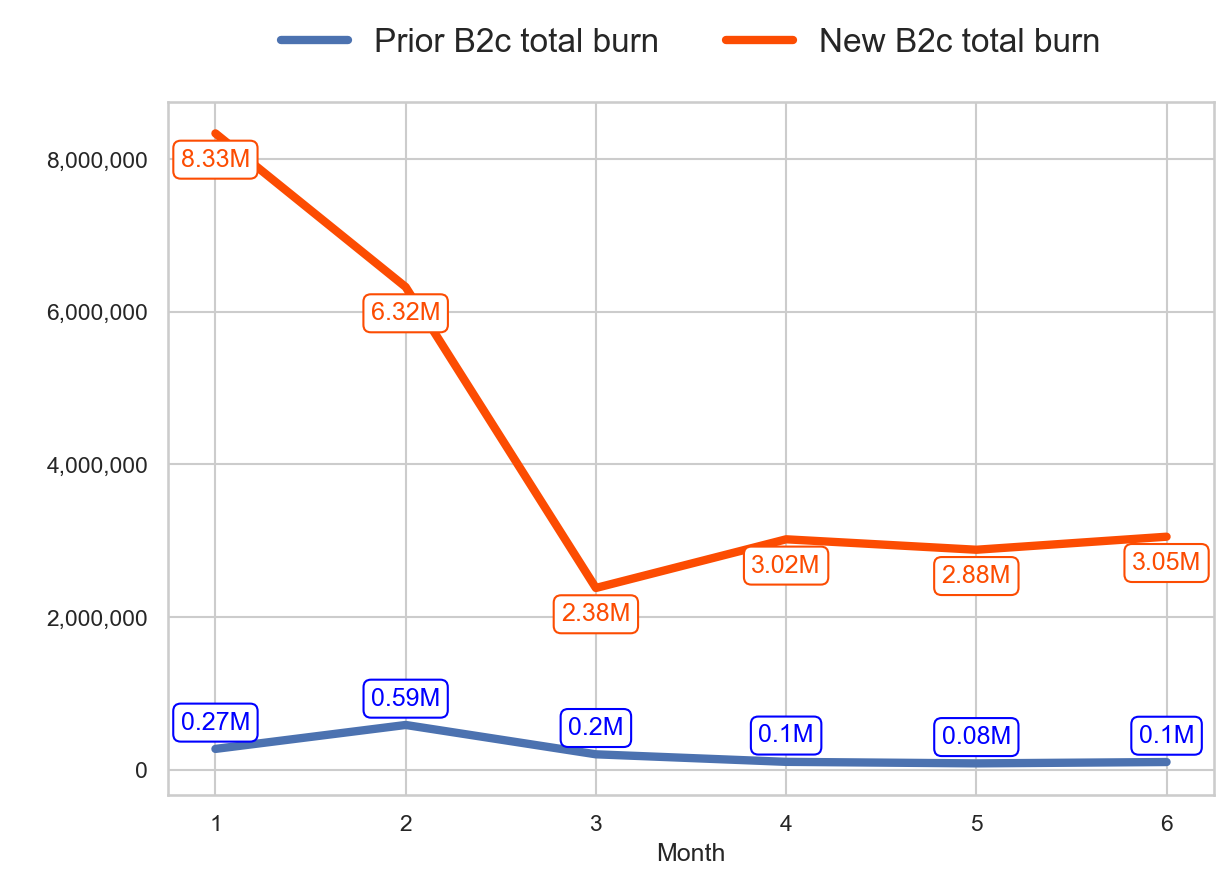 Prior B2c total burn New B2c total burn
8,000,000
6,000,000
4,000,000
2,000,000
0
8.33M
6.32M
2.38M
3.02M
2.88M
3.05M
0.27M
0.59M
0.2M
0.1M
0.08M
0.1M
1 2 3 4 5 6
Month